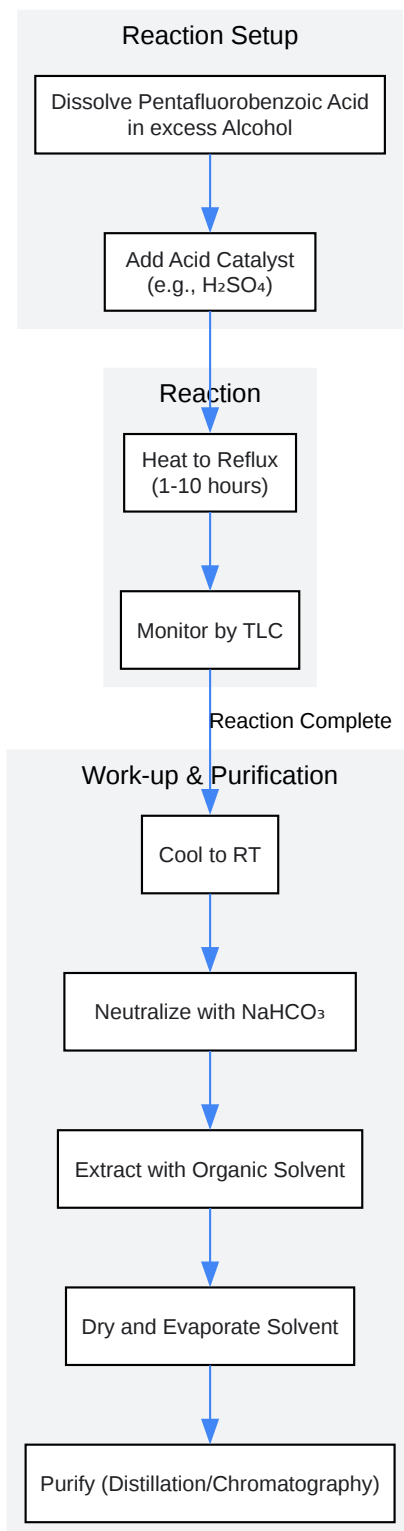 Reaction Setup
Dissolve Pentafluorobenzoic Acid
in excess Alcohol
Add Acid Catalyst
(e.g., H₂SO₄)
Reaction
Heat to Reflux
(1-10 hours)
Monitor by TLC
Reaction Complete
Work-up & Purification
Cool to RT
Neutralize with NaHCO₃
Extract with Organic Solvent
Dry and Evaporate Solvent
Purify (Distillation/Chromatography)